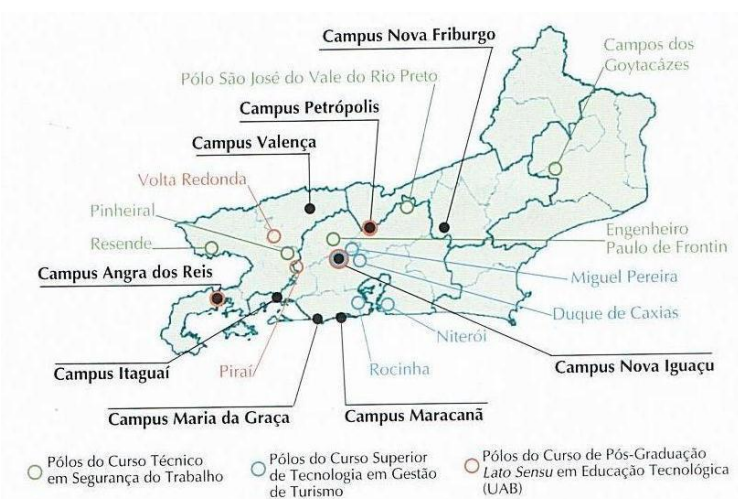 Campus Nova Friburgo
Campos dos
Goytacázes
Pólo São José do Vale do Rio Preto
Campus Petrópolis
Campus Valença
Volta Redonda
Pinheiral
Resende
Engenheiro
Paulo de Frontin
Campus Angra dos Reis
Miguel Pereira
Duque de Caxias
Niterói
Campus Itaguaí
Piraí
Rocinha
Campus Nova Iguaçu
Campus Maria da Graça
Campus Maracanã
Pólos do Curso Técnico
em Segurança do Trabalho
Pólos do Curso Superior
de Tecnologia em Gestão
de Turismo
Pólos do Curso de Pós-Graduação
Lato Sensu em Educação Tecnológica
(UAB)